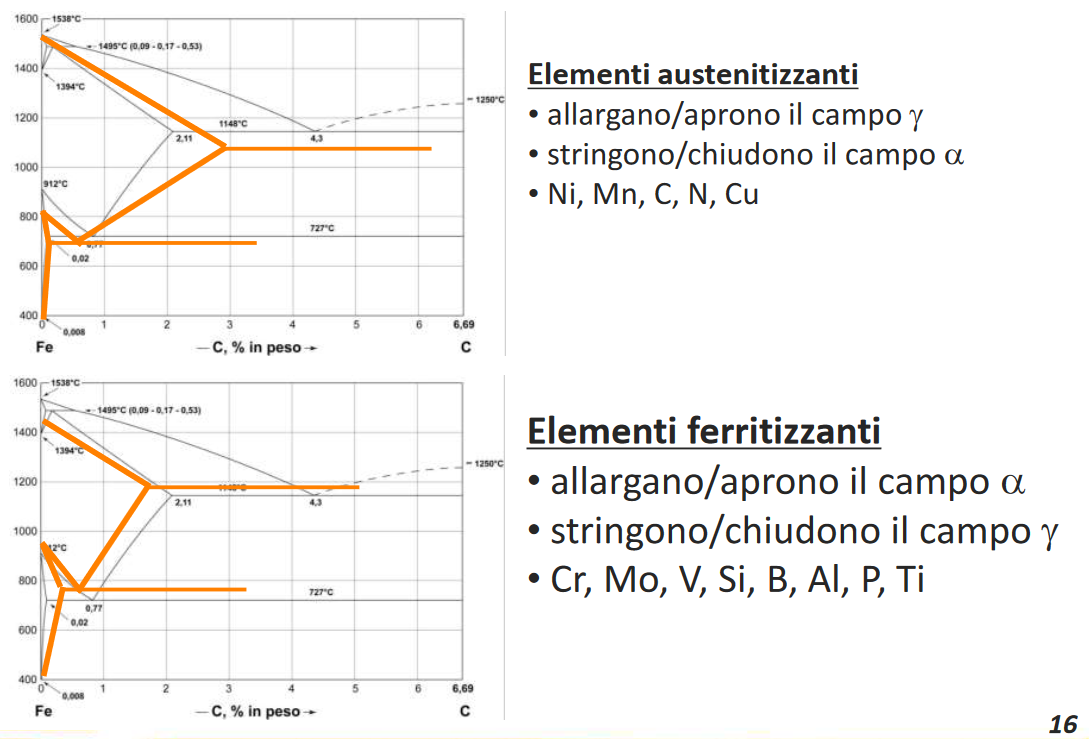 1600
1538°C
1495°C (0,09 - 0,17 - 0,53)
1400
1394°C
1250°C
1200
1148°C
2,11
4,3
1000
912°C
800
727°C
0,77
0,02
600
400
0 1 2 3 4 5 6 6,69
0,008
Fe — C, % in peso → C
Elementi austenitizzanti
• allargano/aprono il campo γ
• stringono/chiudono il campo α
• Ni, Mn, C, N, Cu
1600
1538°C
1495°C (0,09 - 0,17 - 0,53)
1400
1394°C
1250°C
1200
1148°C
2,11
4,3
1000
12°C
800
727°C
0,77
0,02
600
400
0 1 2 3 4 5 6 6,69
0,008
Fe — C, % in peso → C
Elementi ferritizzanti
• allargano/aprono il campo α
• stringono/chiudono il campo γ
• Cr, Mo, V, Si, B, Al, P, Ti
16